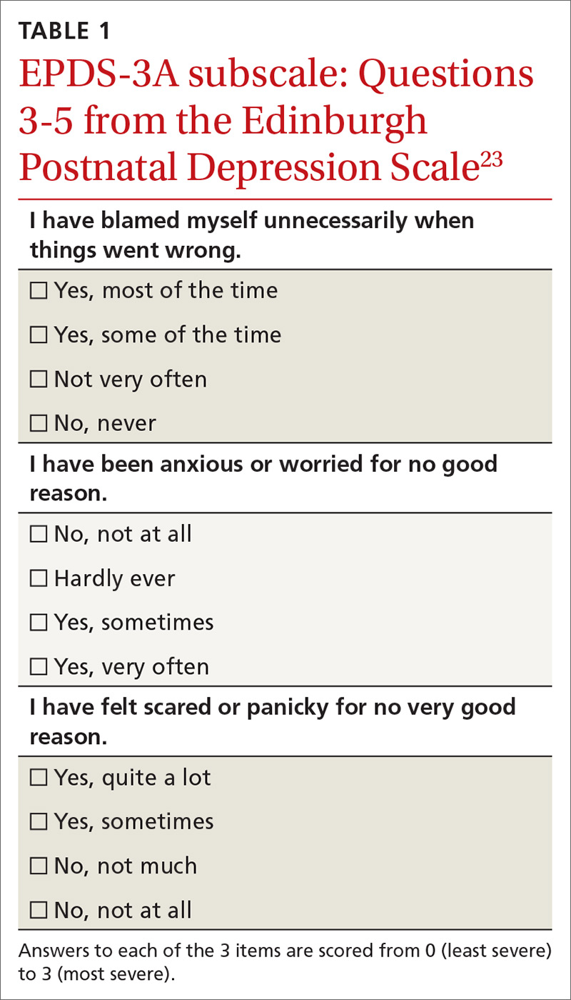 TABLE 1
EPDS-3A subscale: Questions
3-5 from the Edinburgh
Postnatal Depression Scale23
I have blamed myself unnecessarily when
things went wrong.
☐ Yes, most of the time
☐ Yes, some of the time
☐ Not very often
☐ No, never
I have been anxious or worried for no good
reason.
☐ No, not at all
☐ Hardly ever
☐ Yes, sometimes
☐ Yes, very often
I have felt scared or panicky for no very good
reason.
☐ Yes, quite a lot
☐ Yes, sometimes
☐ No, not much
☐ No, not at all
Answers to each of the 3 items are scored from 0 (least severe)
to 3 (most severe).